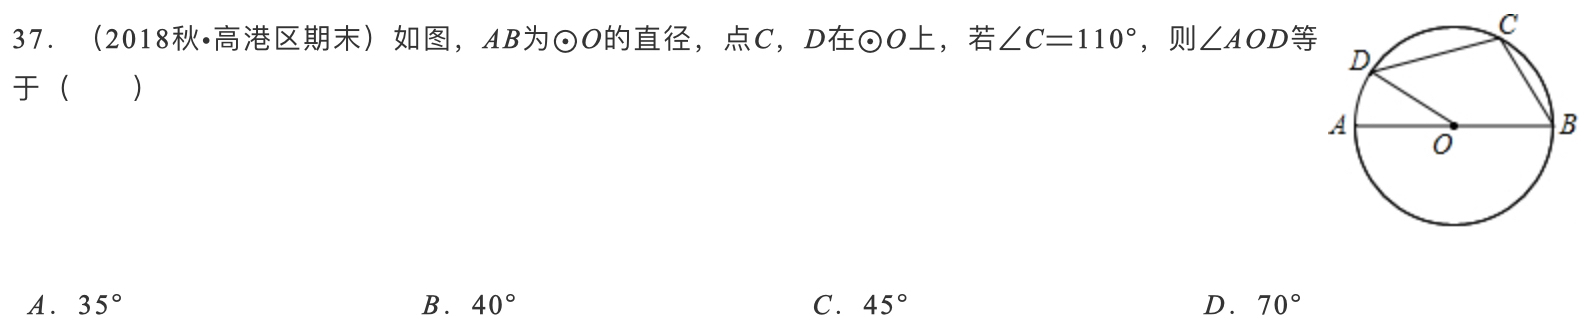 37. （2018秋•高港区期末）如图，AB为⊙O的直径，点C，D在⊙O上，若∠C＝110°，则∠AOD等
于（　　）
C
D
A
O
B
A．35°　B．40°　C．45°　D．70°